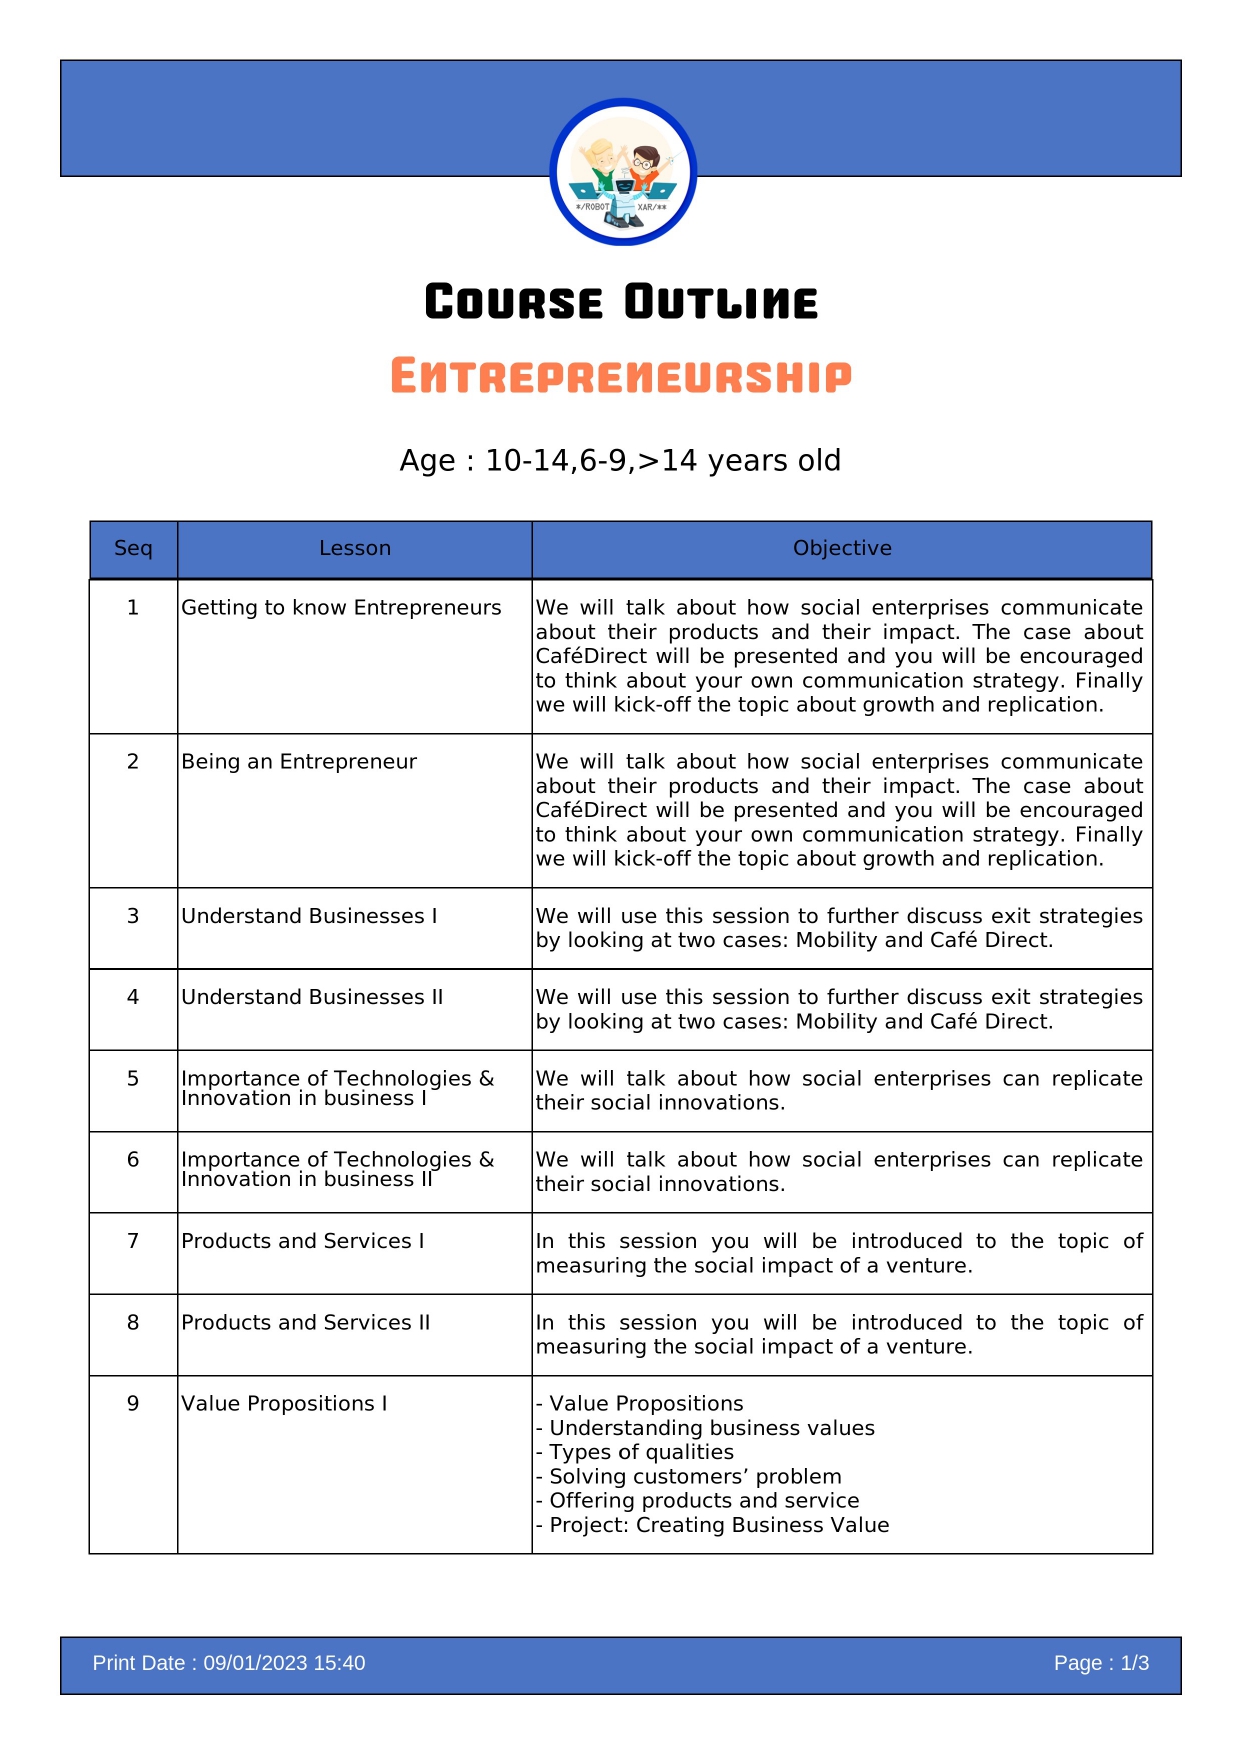 */ROBOT XAR/**
Course Outline
Entrepreneurship
Age : 10-14,6-9,>14 years old
Seq Lesson Objective
1 Getting to know Entrepreneurs We will talk about how social enterprises communicate
about their products and their impact. The case about
CaféDirect will be presented and you will be encouraged
to think about your own communication strategy. Finally
we will kick-off the topic about growth and replication.
2 Being an Entrepreneur We will talk about how social enterprises communicate
about their products and their impact. The case about
CaféDirect will be presented and you will be encouraged
to think about your own communication strategy. Finally
we will kick-off the topic about growth and replication.
3 Understand Businesses I We will use this session to further discuss exit strategies
by looking at two cases: Mobility and Café Direct.
4 Understand Businesses II We will use this session to further discuss exit strategies
by looking at two cases: Mobility and Café Direct.
5 Importance of Technologies & We will talk about how social enterprises can replicate
Innovation in business I their social innovations.
6 Importance of Technologies & We will talk about how social enterprises can replicate
Innovation in business II their social innovations.
7 Products and Services I In this session you will be introduced to the topic of
measuring the social impact of a venture.
8 Products and Services II In this session you will be introduced to the topic of
measuring the social impact of a venture.
9 Value Propositions I - Value Propositions
- Understanding business values
- Types of qualities
- Solving customers’ problem
- Offering products and service
- Project: Creating Business Value
Print Date : 09/01/2023 15:40 Page : 1/3